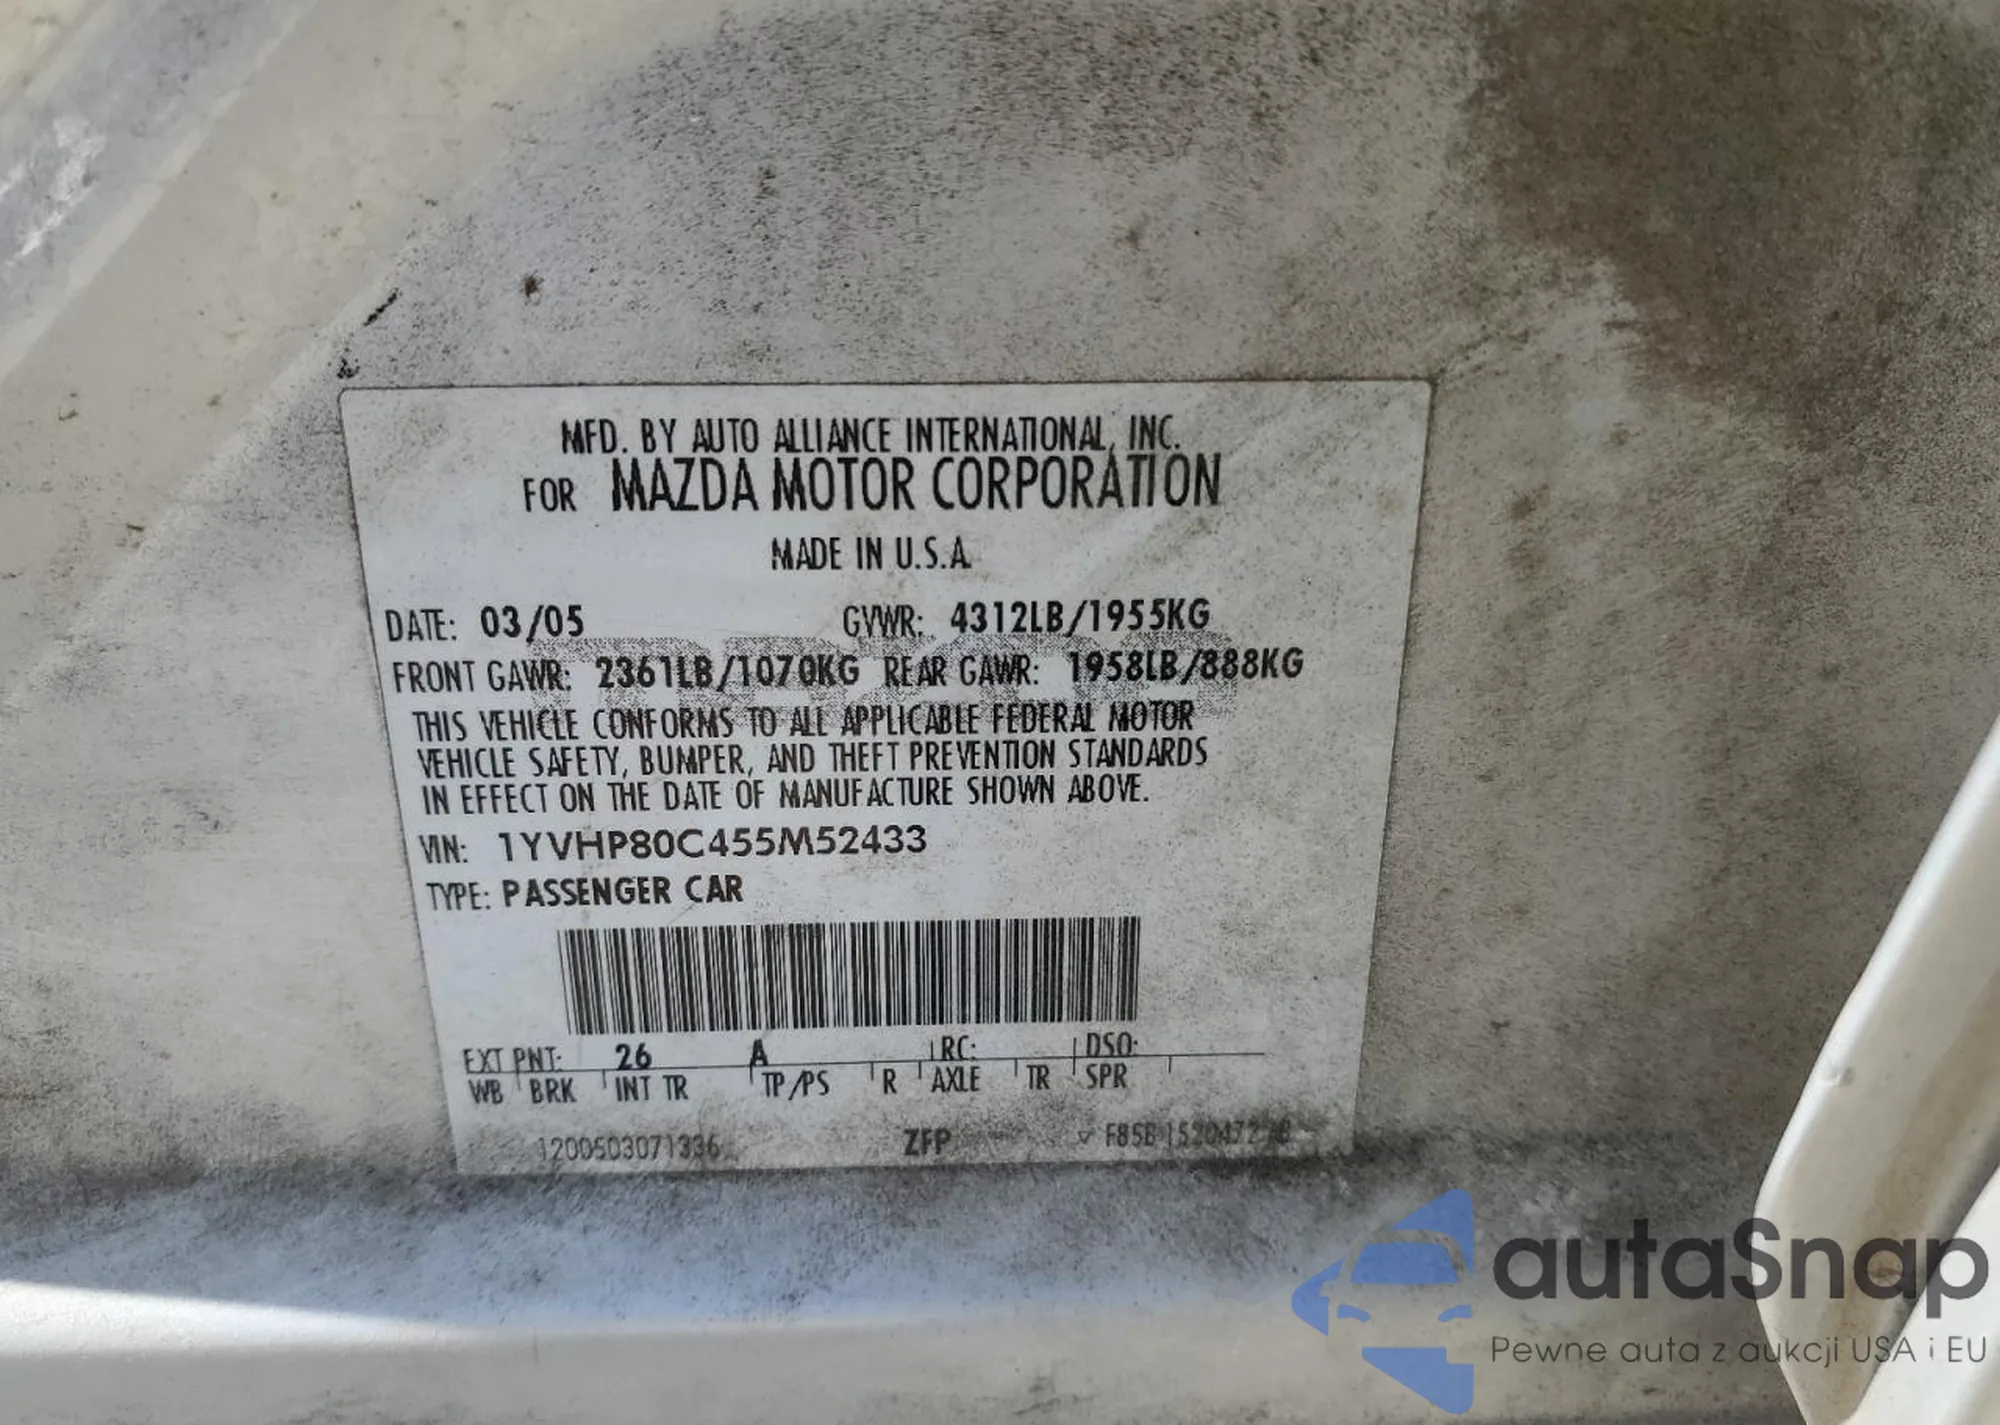 MFD. BY AUTO ALLIANCE INTERNATIONAL, INC.
FOR MAZDA MOTOR CORPORATION
MADE IN U.S.A.
DATE: 03/05 GVWR: 4312LB/1955KG
FRONT GAWR: 2361LB/1070KG REAR GAWR: 1958LB/888KG
THIS VEHICLE CONFORMS TO ALL APPLICABLE FEDERAL MOTOR
VEHICLE SAFETY, BUMPER, AND THEFT PREVENTION STANDARDS
IN EFFECT ON THE DATE OF MANUFACTURE SHOWN ABOVE.
VIN: 1YVHP80C455M52433
TYPE: PASSENGER CAR
EXT PNT: 26 A RC: DSO:
WB BRK INT TR TP/PS R AXLE TR SPR
1200503071336 ZFP F85B
autaSnap
Pewne auta z aukcji USA i EU